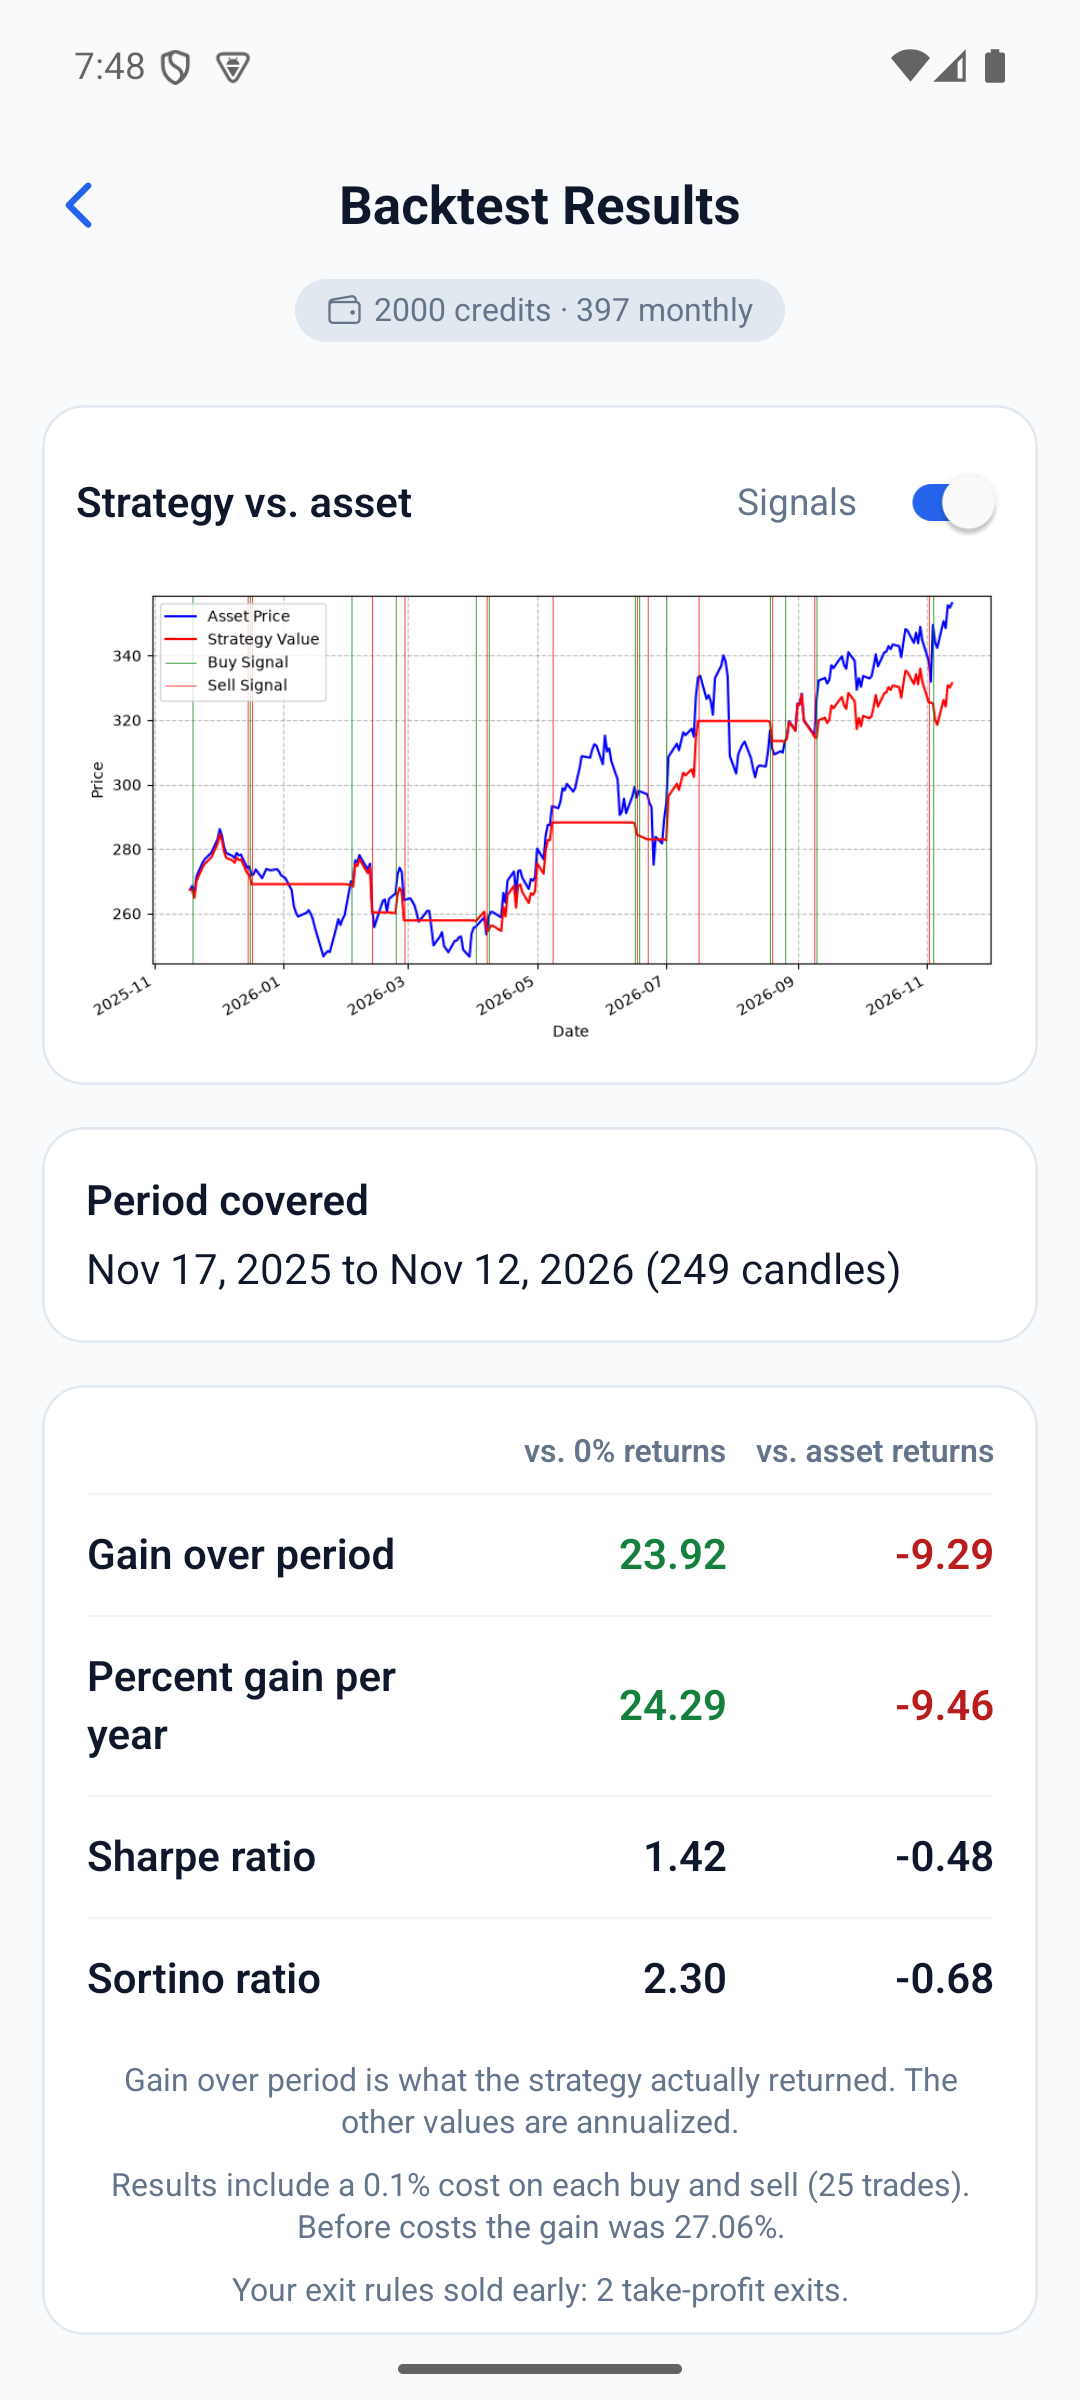 7:48
Backtest Results
2000 credits · 397 monthly
Strategy vs. asset
Signals
Asset Price
Strategy Value
Buy Signal
Sell Signal
340
320
300
280
260
Price
2025-11
2026-01
2026-03
2026-05
2026-07
2026-09
2026-11
Date
Period covered
Nov 17, 2025 to Nov 12, 2026 (249 candles)
vs. 0% returns
vs. asset returns
Gain over period
23.92
-9.29
Percent gain per
year
24.29
-9.46
Sharpe ratio
1.42
-0.48
Sortino ratio
2.30
-0.68
Gain over period is what the strategy actually returned. The
other values are annualized.
Results include a 0.1% cost on each buy and sell (25 trades).
Before costs the gain was 27.06%.
Your exit rules sold early: 2 take-profit exits.